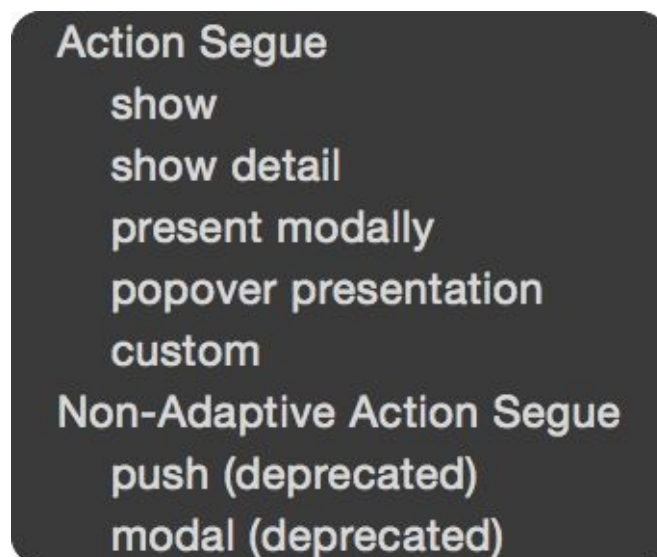 Action Segue
show
show detail
present modally
popover presentation
custom
Non-Adaptive Action Segue
push (deprecated)
modal (deprecated)